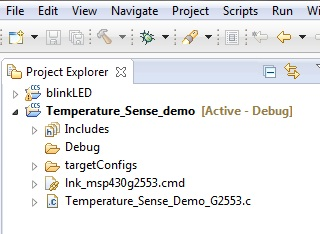 File Edit View Navigate Project Scripts Run Window
Project Explorer
blinkLED
Temperature_Sense_demo [Active - Debug]
Includes
Debug
targetConfigs
lnk_msp430g2553.cmd
Temperature_Sense_Demo_G2553.c